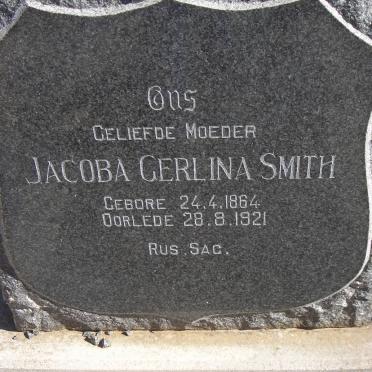 Ons
GELIEFDE MOEDER
JACOBA GERLINA SMITH
GEBORE 24.4.1864
OORLEDE 28.8.1921
RUS SAG.